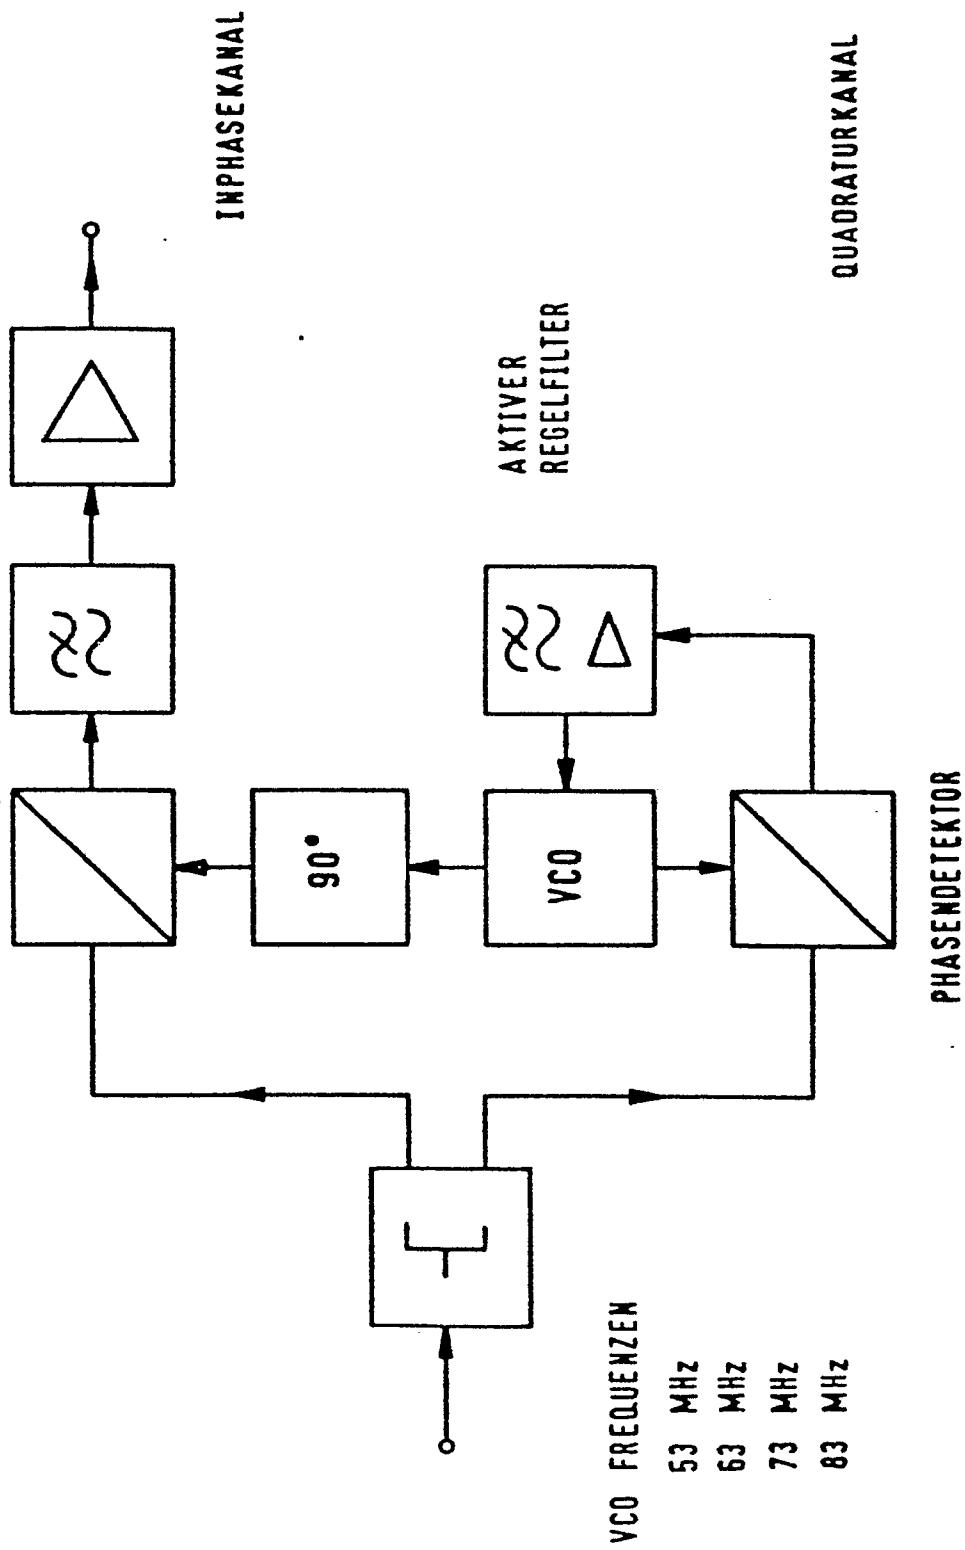 INPHASEKANAL
90°
AKTIVER
REGELFILTER
VCO
QUADRATURKANAL
PHASENDETEKTOR
VCO FREQUENZEN
53 MHz
63 MHz
73 MHz
83 MHz